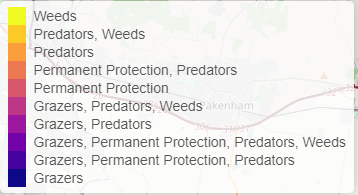 Weeds
Predators, Weeds
Predators
Permanent Protection, Predators
Permanent Protection
Grazers, Predators, Weeds
Grazers, Predators
Grazers, Permanent Protection, Predators, Weeds
Grazers, Permanent Protection, Predators
Grazers
Pakenham